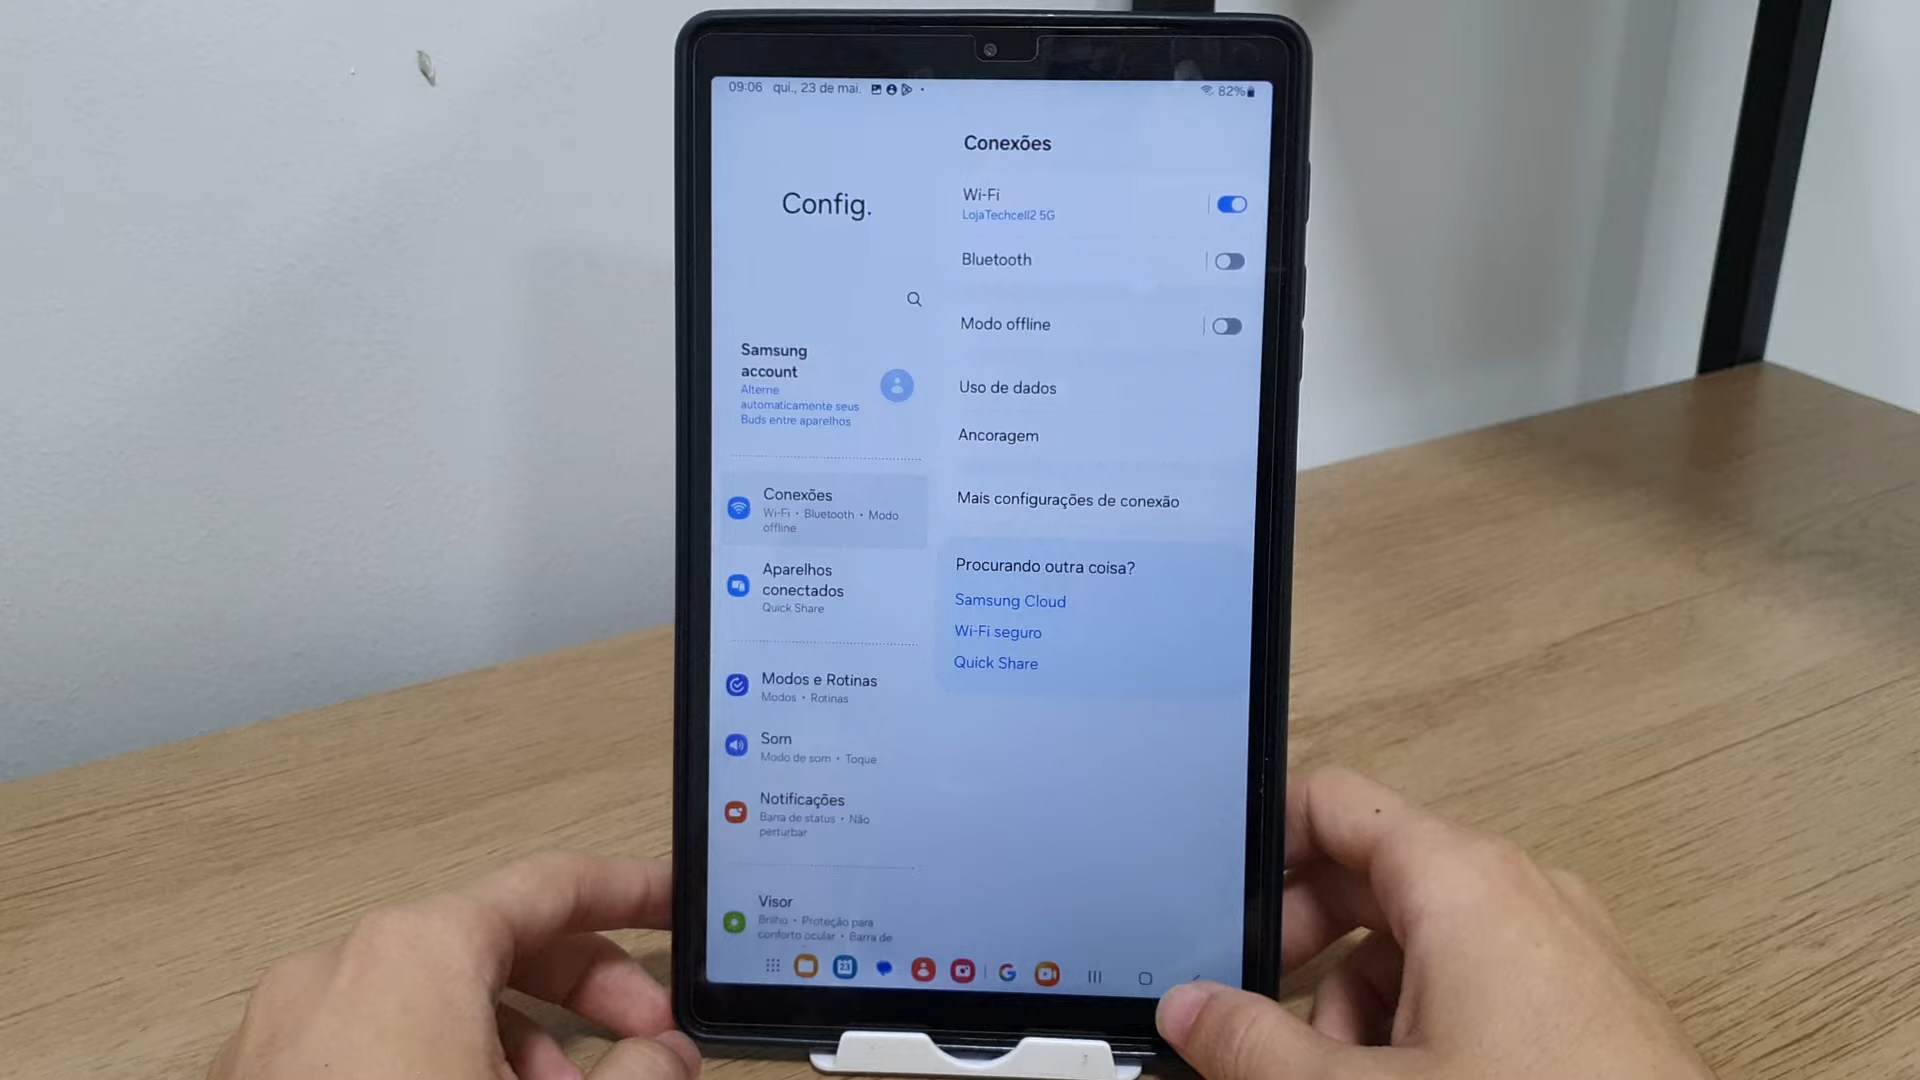 09:06 qui., 23 de mai.
82%
Config.
Samsung
account
Alterne
automaticamente seus
Buds entre aparelhos
Conexões
Wi-Fi • Bluetooth • Modo
offline
Aparelhos
conectados
Quick Share
Modos e Rotinas
Modos • Rotinas
Som
Modo de som • Toque
Notificações
Barra de status • Não
perturbar
Visor
Brilho • Proteção para
conforto ocular • Barra de
Conexões
Wi-Fi
LojaTechcell2 5G
Bluetooth
Modo offline
Uso de dados
Ancoragem
Mais configurações de conexão
Procurando outra coisa?
Samsung Cloud
Wi-Fi seguro
Quick Share
23
G